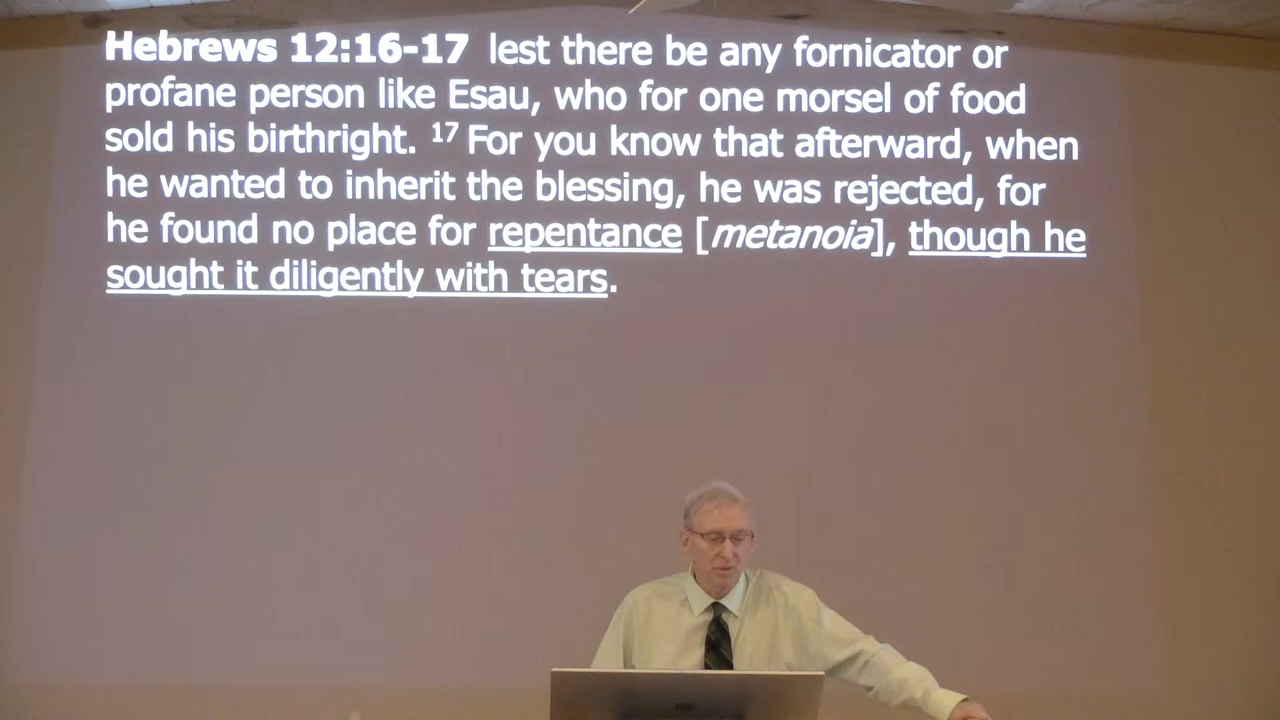 Hebrews 12:16-17 lest there be any fornicator or
profane person like Esau, who for one morsel of food
sold his birthright. 17 For you know that afterward, when
he wanted to inherit the blessing, he was rejected, for
he found no place for repentance [metanoia], though he
sought it diligently with tears.